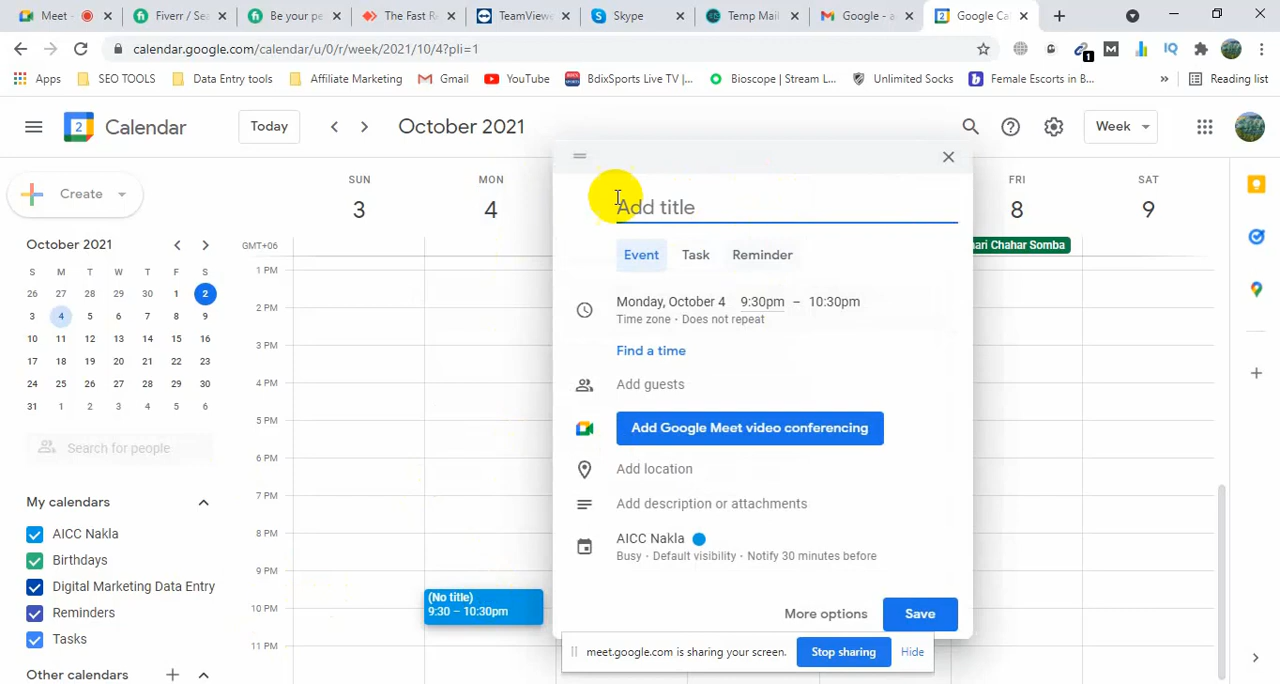 Meet -
Fiverr / Sea
Be your pe
The Fast Ra
TeamViewe
Skype
Temp Mail
Google - a
Google Ca
calendar.google.com/calendar/u/0/r/week/2021/10/4?pli=1
1
Apps
SEO TOOLS
Data Entry tools
Affiliate Marketing
Gmail
YouTube
BdixSports Live TV |...
Bioscope | Stream L...
Unlimited Socks
Female Escorts in B...
»
Reading list
2
Calendar
Today
October 2021
Week
Create
October 2021
S M T W T F S
26 27 28 29 30 1 2
3 4 5 6 7 8 9
10 11 12 13 14 15 16
17 18 19 20 21 22 23
24 25 26 27 28 29 30
31 1 2 3 4 5 6
Search for people
My calendars
AICC Nakla
Birthdays
Digital Marketing Data Entry
Reminders
Tasks
Other calendars
SUN
3
MON
4
FRI
8
SAT
9
GMT+06
1 PM
2 PM
3 PM
4 PM
5 PM
6 PM
7 PM
8 PM
9 PM
10 PM
11 PM
ari Chahar Somba
(No title)
9:30 – 10:30pm
Add title
Event Task Reminder
Monday, October 4 9:30pm – 10:30pm
Time zone · Does not repeat
Find a time
Add guests
Add Google Meet video conferencing
Add location
Add description or attachments
AICC Nakla
Busy · Default visibility · Notify 30 minutes before
More options
Save
meet.google.com is sharing your screen.
Stop sharing
Hide